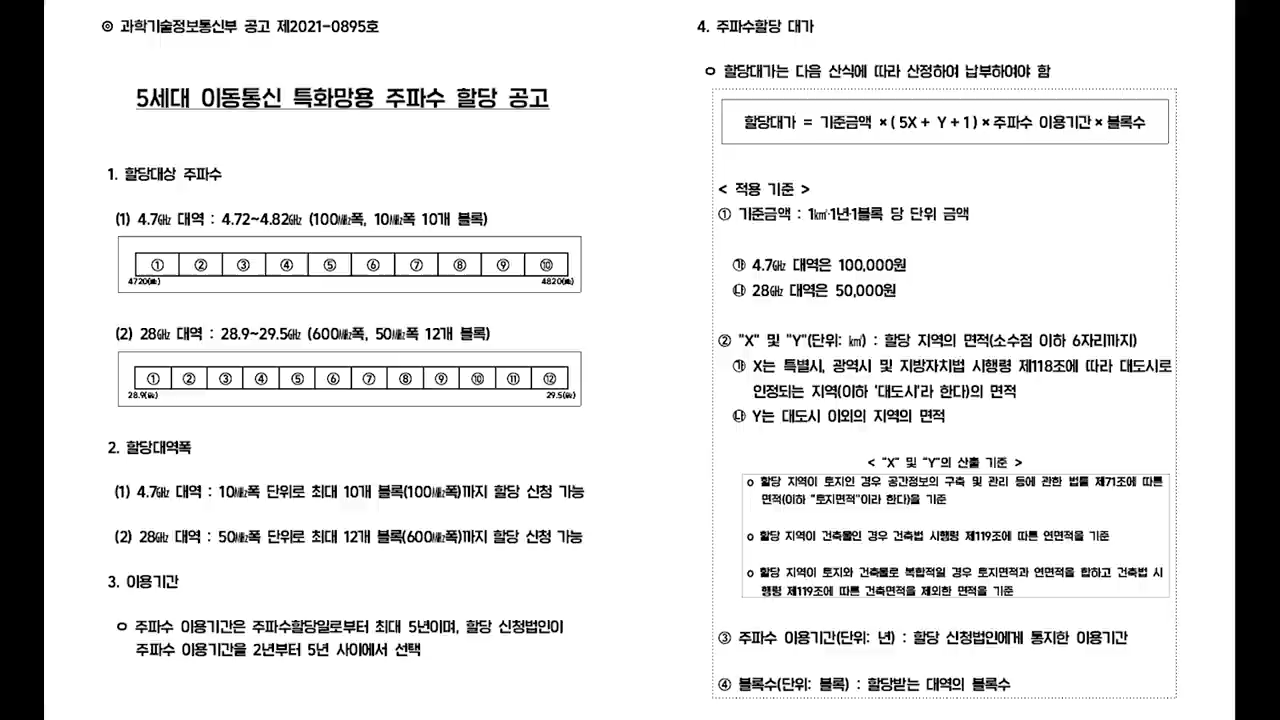 ◎ 과학기술정보통신부 공고 제2021-0895호
5세대 이동통신 특화망용 주파수 할당 공고
1. 할당대상 주파수
(1) 4.7㎓ 대역 : 4.72~4.82㎓ (100㎒폭, 10㎒폭 10개 블록)
① ② ③ ④ ⑤ ⑥ ⑦ ⑧ ⑨ ⑩
4720(㎒) 4820(㎒)
(2) 28㎓ 대역 : 28.9~29.5㎓ (600㎒폭, 50㎒폭 12개 블록)
① ② ③ ④ ⑤ ⑥ ⑦ ⑧ ⑨ ⑩ ⑪ ⑫
28.9(㎓) 29.5(㎓)
2. 할당대역폭
(1) 4.7㎓ 대역 : 10㎒폭 단위로 최대 10개 블록(100㎒폭)까지 할당 신청 가능
(2) 28㎓ 대역 : 50㎒폭 단위로 최대 12개 블록(600㎒폭)까지 할당 신청 가능
3. 이용기간
ㅇ 주파수 이용기간은 주파수할당일로부터 최대 5년이며, 할당 신청법인이
주파수 이용기간을 2년부터 5년 사이에서 선택
4. 주파수할당 대가
ㅇ 할당대가는 다음 산식에 따라 산정하여 납부하여야 함
할당대가 = 기준금액 × ( 5X + Y + 1 ) × 주파수 이용기간 × 블록수
< 적용 기준 >
① 기준금액 : 1㎢·1년·1블록 당 단위 금액
㉮ 4.7㎓ 대역은 100,000원
㉯ 28㎓ 대역은 50,000원
② "X" 및 "Y"(단위: ㎢) : 할당 지역의 면적(소수점 이하 6자리까지)
㉮ X는 특별시, 광역시 및 지방자치법 시행령 제118조에 따라 대도시로
인정되는 지역(이하 '대도시'라 한다)의 면적
㉯ Y는 대도시 이외의 지역의 면적
< "X" 및 "Y"의 산출 기준 >
ㅇ 할당 지역이 토지인 경우 공간정보의 구축 및 관리 등에 관한 법률 제71조에 따른
면적(이하 "토지면적"이라 한다)을 기준
ㅇ 할당 지역이 건축물인 경우 건축법 시행령 제119조에 따른 연면적을 기준
ㅇ 할당 지역이 토지와 건축물로 복합적일 경우 토지면적과 연면적을 합하고 건축법 시
행령 제119조에 따른 건축면적을 제외한 면적을 기준
③ 주파수 이용기간(단위: 년) : 할당 신청법인에게 통지한 이용기간
④ 블록수(단위: 블록) : 할당받는 대역의 블록수